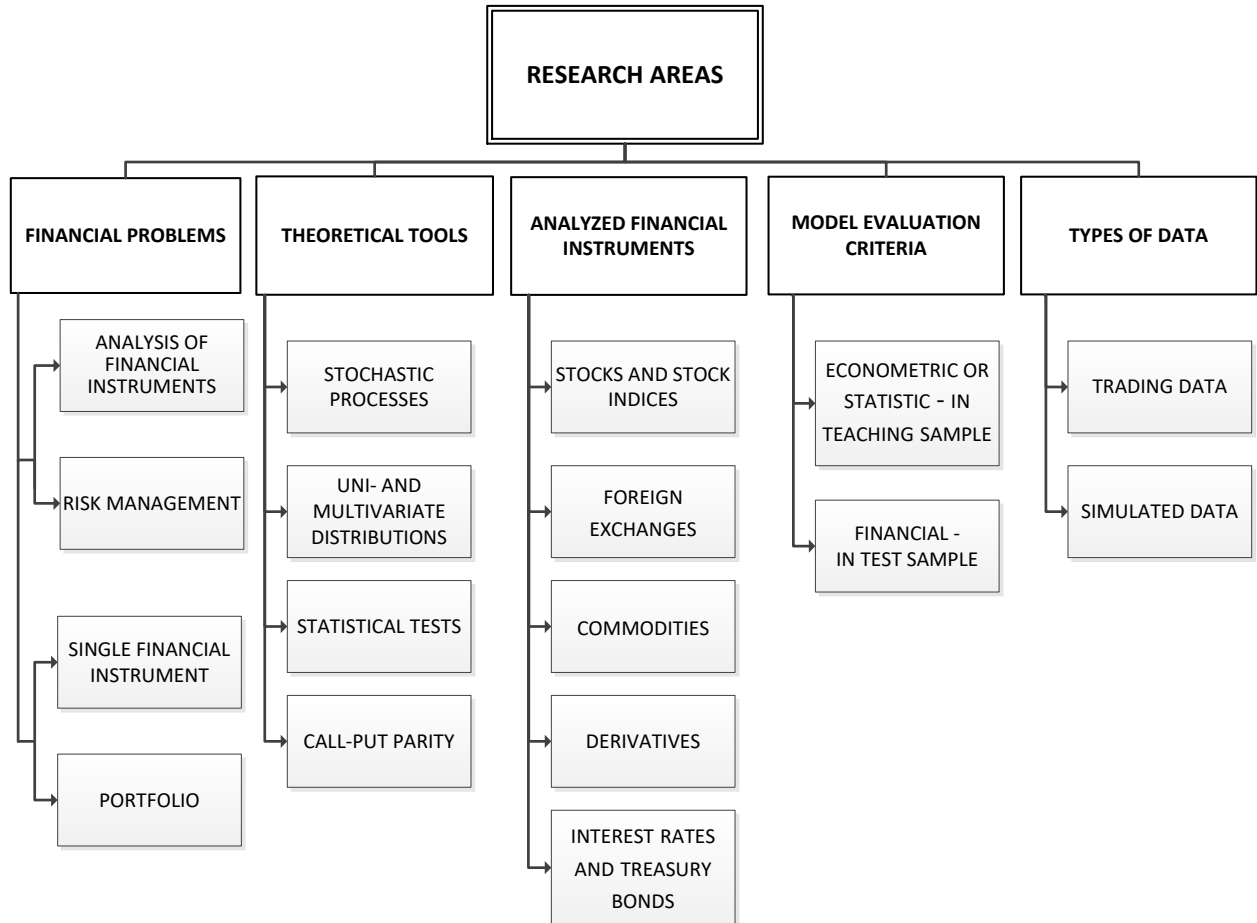 RESEARCH AREAS
FINANCIAL PROBLEMS
THEORETICAL TOOLS
ANALYZED FINANCIAL
INSTRUMENTS
MODEL EVALUATION
CRITERIA
TYPES OF DATA
ANALYSIS OF
FINANCIAL
INSTRUMENTS
RISK MANAGEMENT
SINGLE FINANCIAL
INSTRUMENT
PORTFOLIO
STOCHASTIC
PROCESSES
UNI- AND
MULTIVARIATE
DISTRIBUTIONS
STATISTICAL TESTS
CALL-PUT PARITY
STOCKS AND STOCK
INDICES
FOREIGN
EXCHANGES
COMMODITIES
DERIVATIVES
INTEREST RATES
AND TREASURY
BONDS
ECONOMETRIC OR
STATISTIC - IN
TEACHING SAMPLE
FINANCIAL -
IN TEST SAMPLE
TRADING DATA
SIMULATED DATA